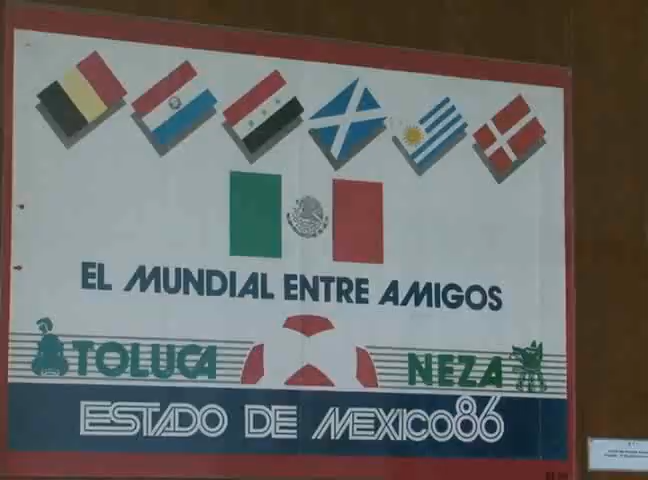 EL MUNDIAL ENTRE AMIGOS
TOLUCA
NEZA
ESTADO DE MEXICO86